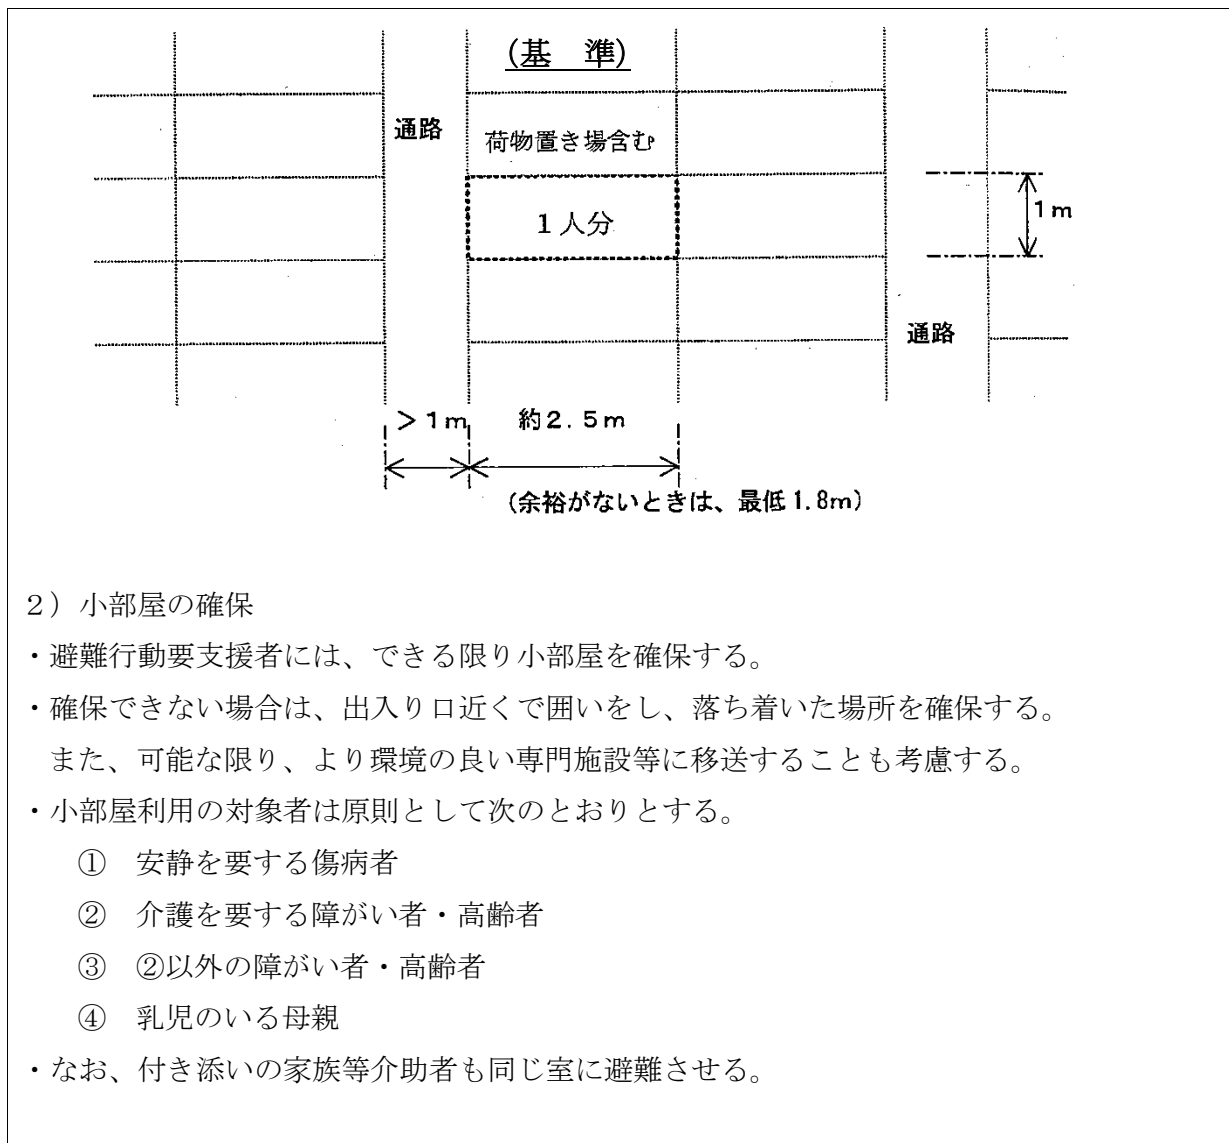 (基 準)
通路
荷物置き場含む
1人分
1m
通路
>1m
約2.5m
(余裕がないときは、最低1.8m)
2)小部屋の確保
・避難行動要支援者には、できる限り小部屋を確保する。
・確保できない場合は、出入り口近くで囲いをし、落ち着いた場所を確保する。
また、可能な限り、より環境の良い専門施設等に移送することも考慮する。
・小部屋利用の対象者は原則として次のとおりとする。
① 安静を要する傷病者
② 介護を要する障がい者・高齢者
③ ②以外の障がい者・高齢者
④ 乳児のいる母親
・なお、付き添いの家族等介助者も同じ室に避難させる。